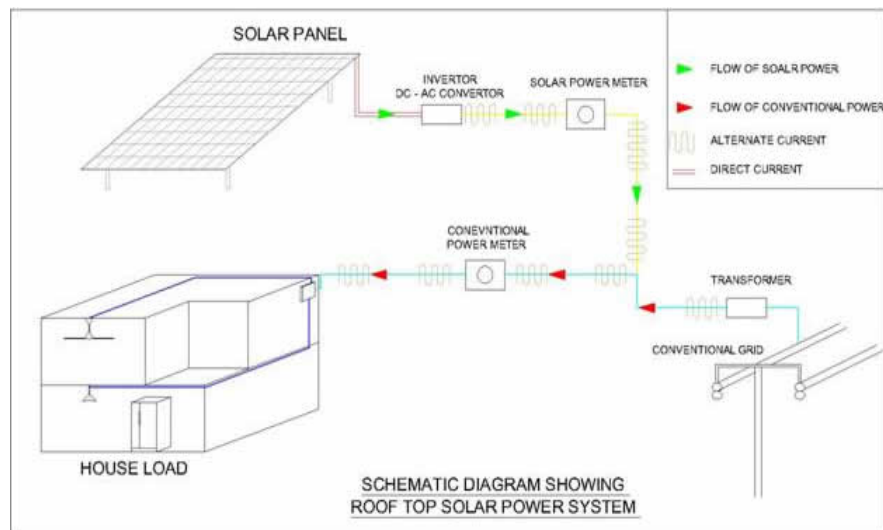 SOLAR PANEL
INVERTOR
DC - AC CONVERTOR
SOLAR POWER METER
FLOW OF SOALR POWER
FLOW OF CONVENTIONAL POWER
ALTERNATE CURRENT
DIRECT CURRENT
CONEVNTIONAL
POWER METER
TRANSFORMER
CONVENTIONAL GRID
HOUSE LOAD
SCHEMATIC DIAGRAM SHOWING
ROOF TOP SOLAR POWER SYSTEM